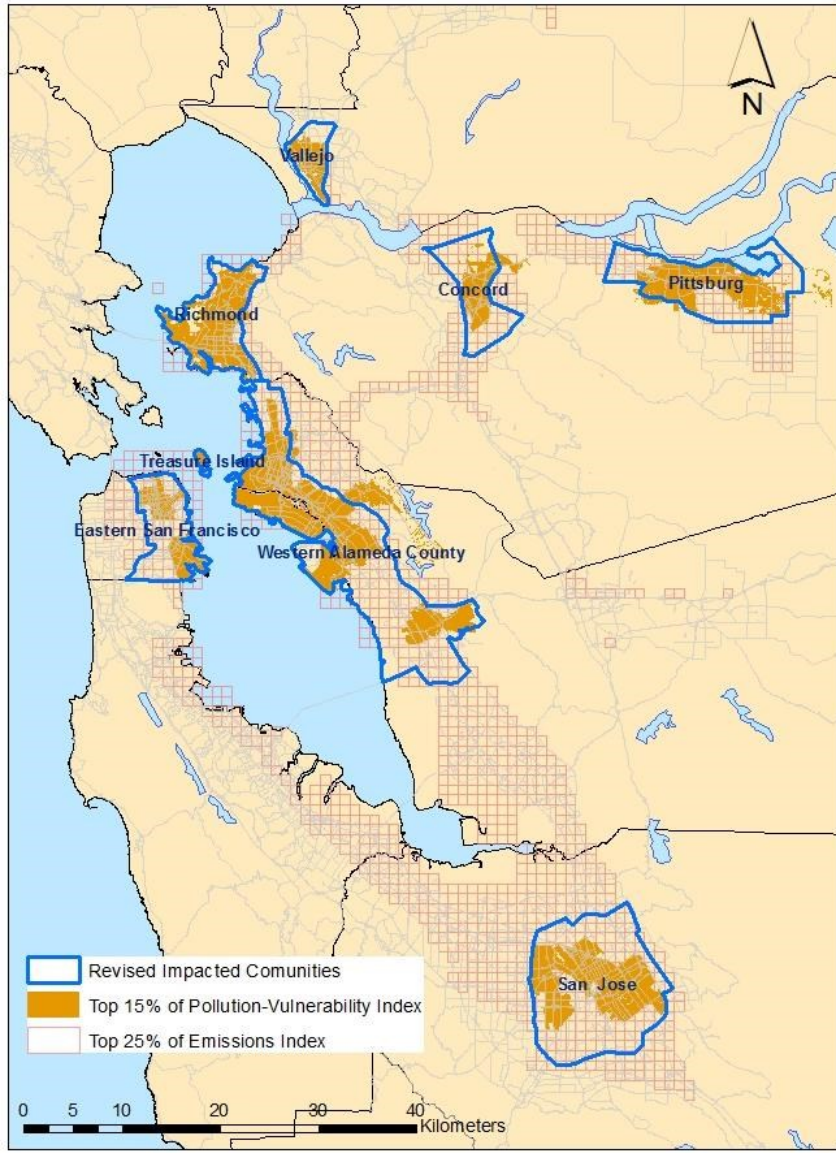 N
Vallejo
Concord
Pittsburg
Richmond
Treasure Island
Eastern San Francisco
Western Alameda County
San Jose
Revised Impacted Comunities
Top 15% of Pollution-Vulnerability Index
Top 25% of Emissions Index
0 5 10 20 30 40
Kilometers